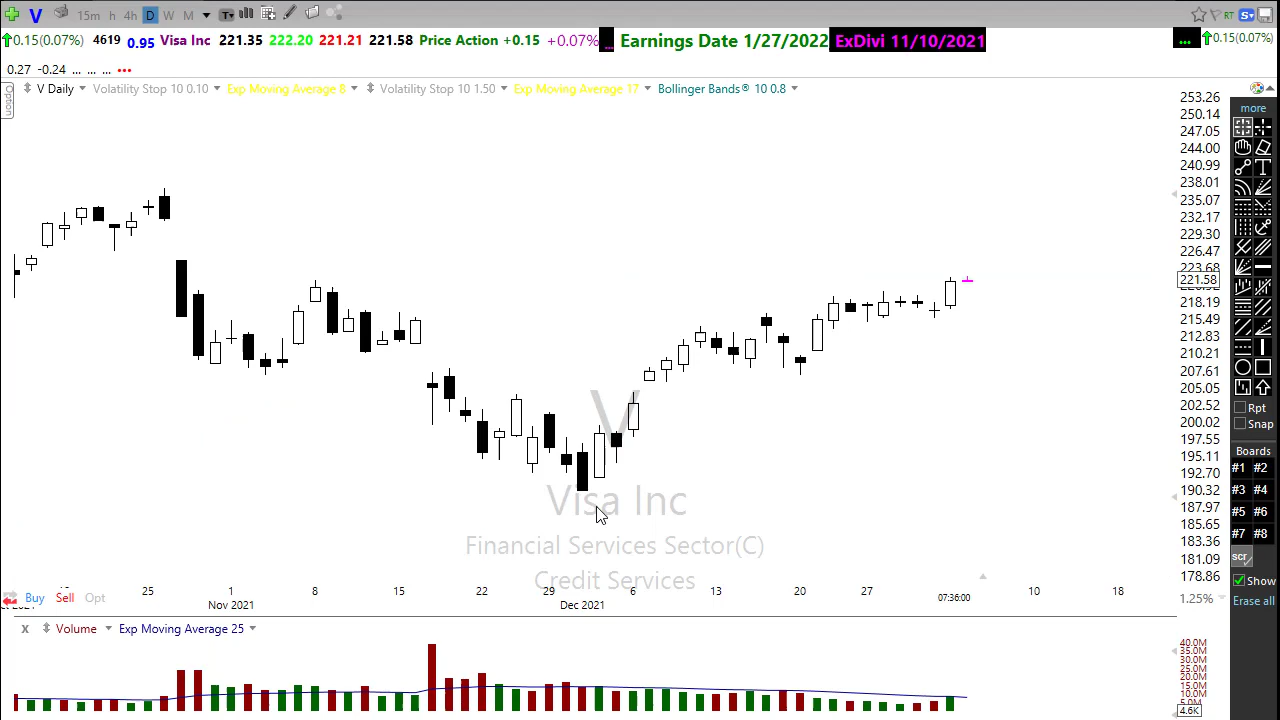 V 15m h 4h D W M RT
0.15(0.07%) 4619 0.95 Visa Inc 221.35 222.20 221.21 221.58 Price Action +0.15 +0.07% ... Earnings Date 1/27/2022 ExDivi 11/10/2021 ... 0.15(0.07%)
0.27 -0.24 ... ... ... ...
Option
V Daily Volatility Stop 10 0.10 Exp Moving Average 8 Volatility Stop 10 1.50 Exp Moving Average 17 Bollinger Bands® 10 0.8
253.26
250.14
247.05
244.00
240.99
238.01
235.07
232.17
229.30
226.47
223.68
221.58
218.19
215.49
212.83
210.21
207.61
205.05
202.52
200.02
197.55
195.11
192.70
190.32
187.97
185.65
183.36
181.09
178.86
more
Rpt
Snap
Boards
#1 #2
#3 #4
#5 #6
#7 #8
scr
Show
Erase all
V
Visa Inc
Financial Services Sector(C)
Credit Services
25 1 8 15 22 29 6 13 20 27 07:36:00 10 18
Nov 2021 Dec 2021
Buy Sell Opt
1.25%
X Volume Exp Moving Average 25
40.0M
35.0M
30.0M
25.0M
20.0M
15.0M
10.0M
5.0M
4.6K